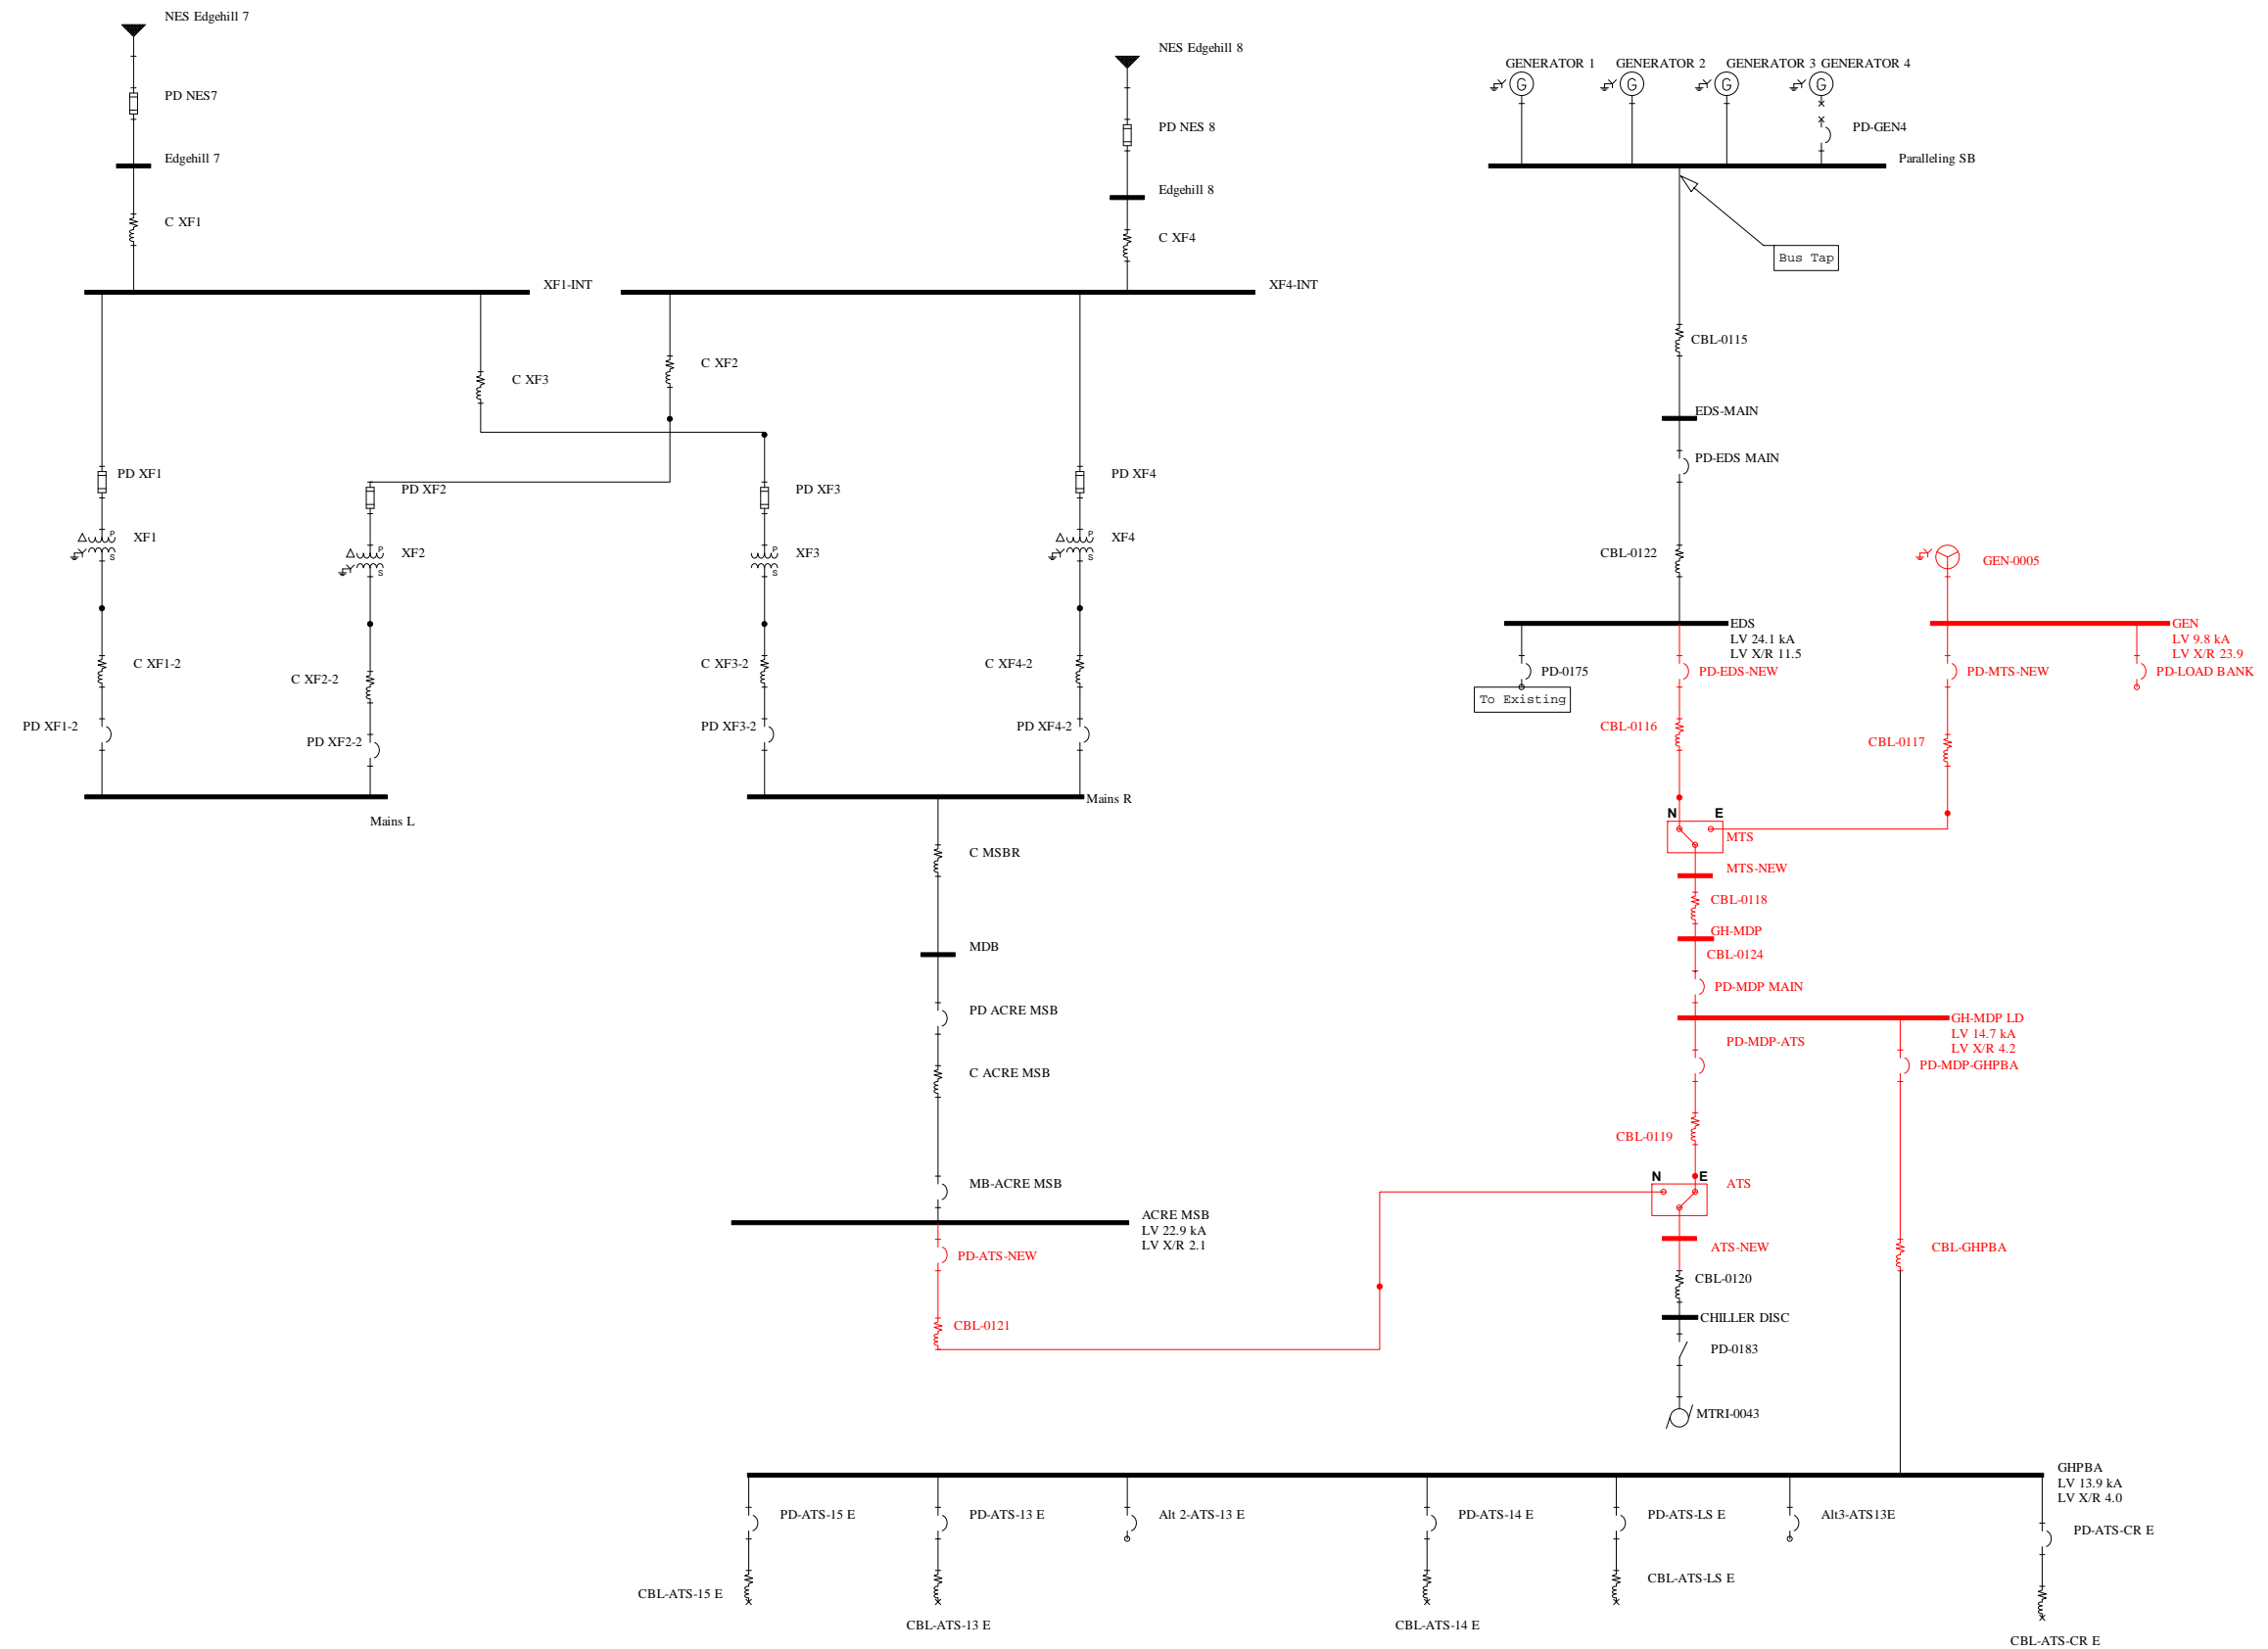 NES Edgehill 7
NES Edgehill 8
GENERATOR 1
GENERATOR 2
GENERATOR 3
GENERATOR 4
G
G
G
G
PD NES7
PD NES 8
PD-GEN4
Edgehill 7
Paralleling SB
Edgehill 8
C XF1
C XF4
Bus Tap
XF1-INT
XF4-INT
CBL-0115
C XF3
C XF2
EDS-MAIN
PD-EDS MAIN
PD XF1
PD XF2
PD XF3
PD XF4
P
S
XF1
P
S
XF2
P
S
XF3
P
S
XF4
CBL-0122
GEN-0005
EDS
LV 24.1 kA
LV X/R 11.5
GEN
LV 9.8 kA
LV X/R 23.9
C XF1-2
C XF2-2
C XF3-2
C XF4-2
PD-0175
To Existing
PD-EDS-NEW
PD-MTS-NEW
PD-LOAD BANK
PD XF1-2
PD XF2-2
PD XF3-2
PD XF4-2
CBL-0116
CBL-0117
Mains L
Mains R
N
E
MTS
C MSBR
MTS-NEW
CBL-0118
GH-MDP
MDB
CBL-0124
PD-MDP MAIN
PD ACRE MSB
GH-MDP LD
LV 14.7 kA
LV X/R 4.2
PD-MDP-ATS
PD-MDP-GHPBA
C ACRE MSB
CBL-0119
MB-ACRE MSB
N
E
ATS
ACRE MSB
LV 22.9 kA
LV X/R 2.1
PD-ATS-NEW
ATS-NEW
CBL-GHPBA
CBL-0120
CBL-0121
CHILLER DISC
PD-0183
MTRI-0043
GHPBA
LV 13.9 kA
LV X/R 4.0
PD-ATS-15 E
PD-ATS-13 E
Alt 2-ATS-13 E
PD-ATS-14 E
PD-ATS-LS E
Alt3-ATS13E
PD-ATS-CR E
CBL-ATS-15 E
CBL-ATS-13 E
CBL-ATS-14 E
CBL-ATS-LS E
CBL-ATS-CR E